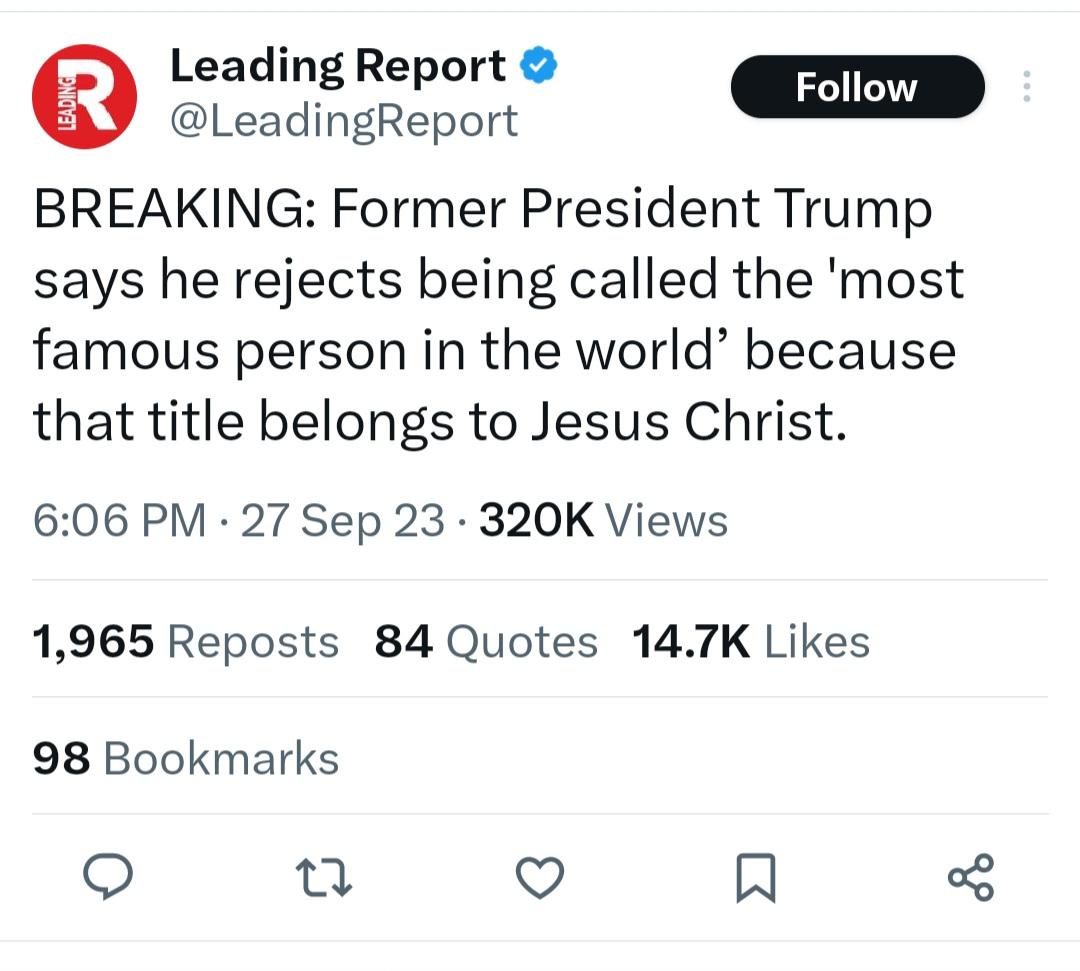 LEADING R
Leading Report
@LeadingReport
Follow
BREAKING: Former President Trump
says he rejects being called the 'most
famous person in the world’ because
that title belongs to Jesus Christ.
6:06 PM · 27 Sep 23 · 320K Views
1,965 Reposts 84 Quotes 14.7K Likes
98 Bookmarks